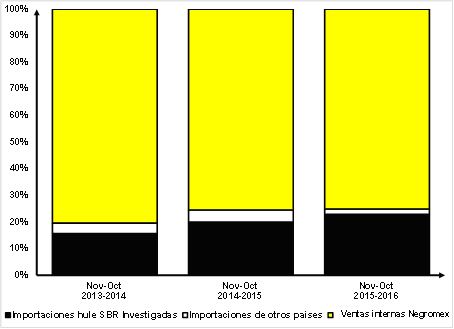 100%
90%
80%
70%
60%
50%
40%
30%
20%
10%
0%
Nov-Oct
2013-2014
Nov-Oct
2014-2015
Nov-Oct
2015-2016
Importaciones hule SBR Investigadas
Importaciones de otros paises
Ventas internas Negromex